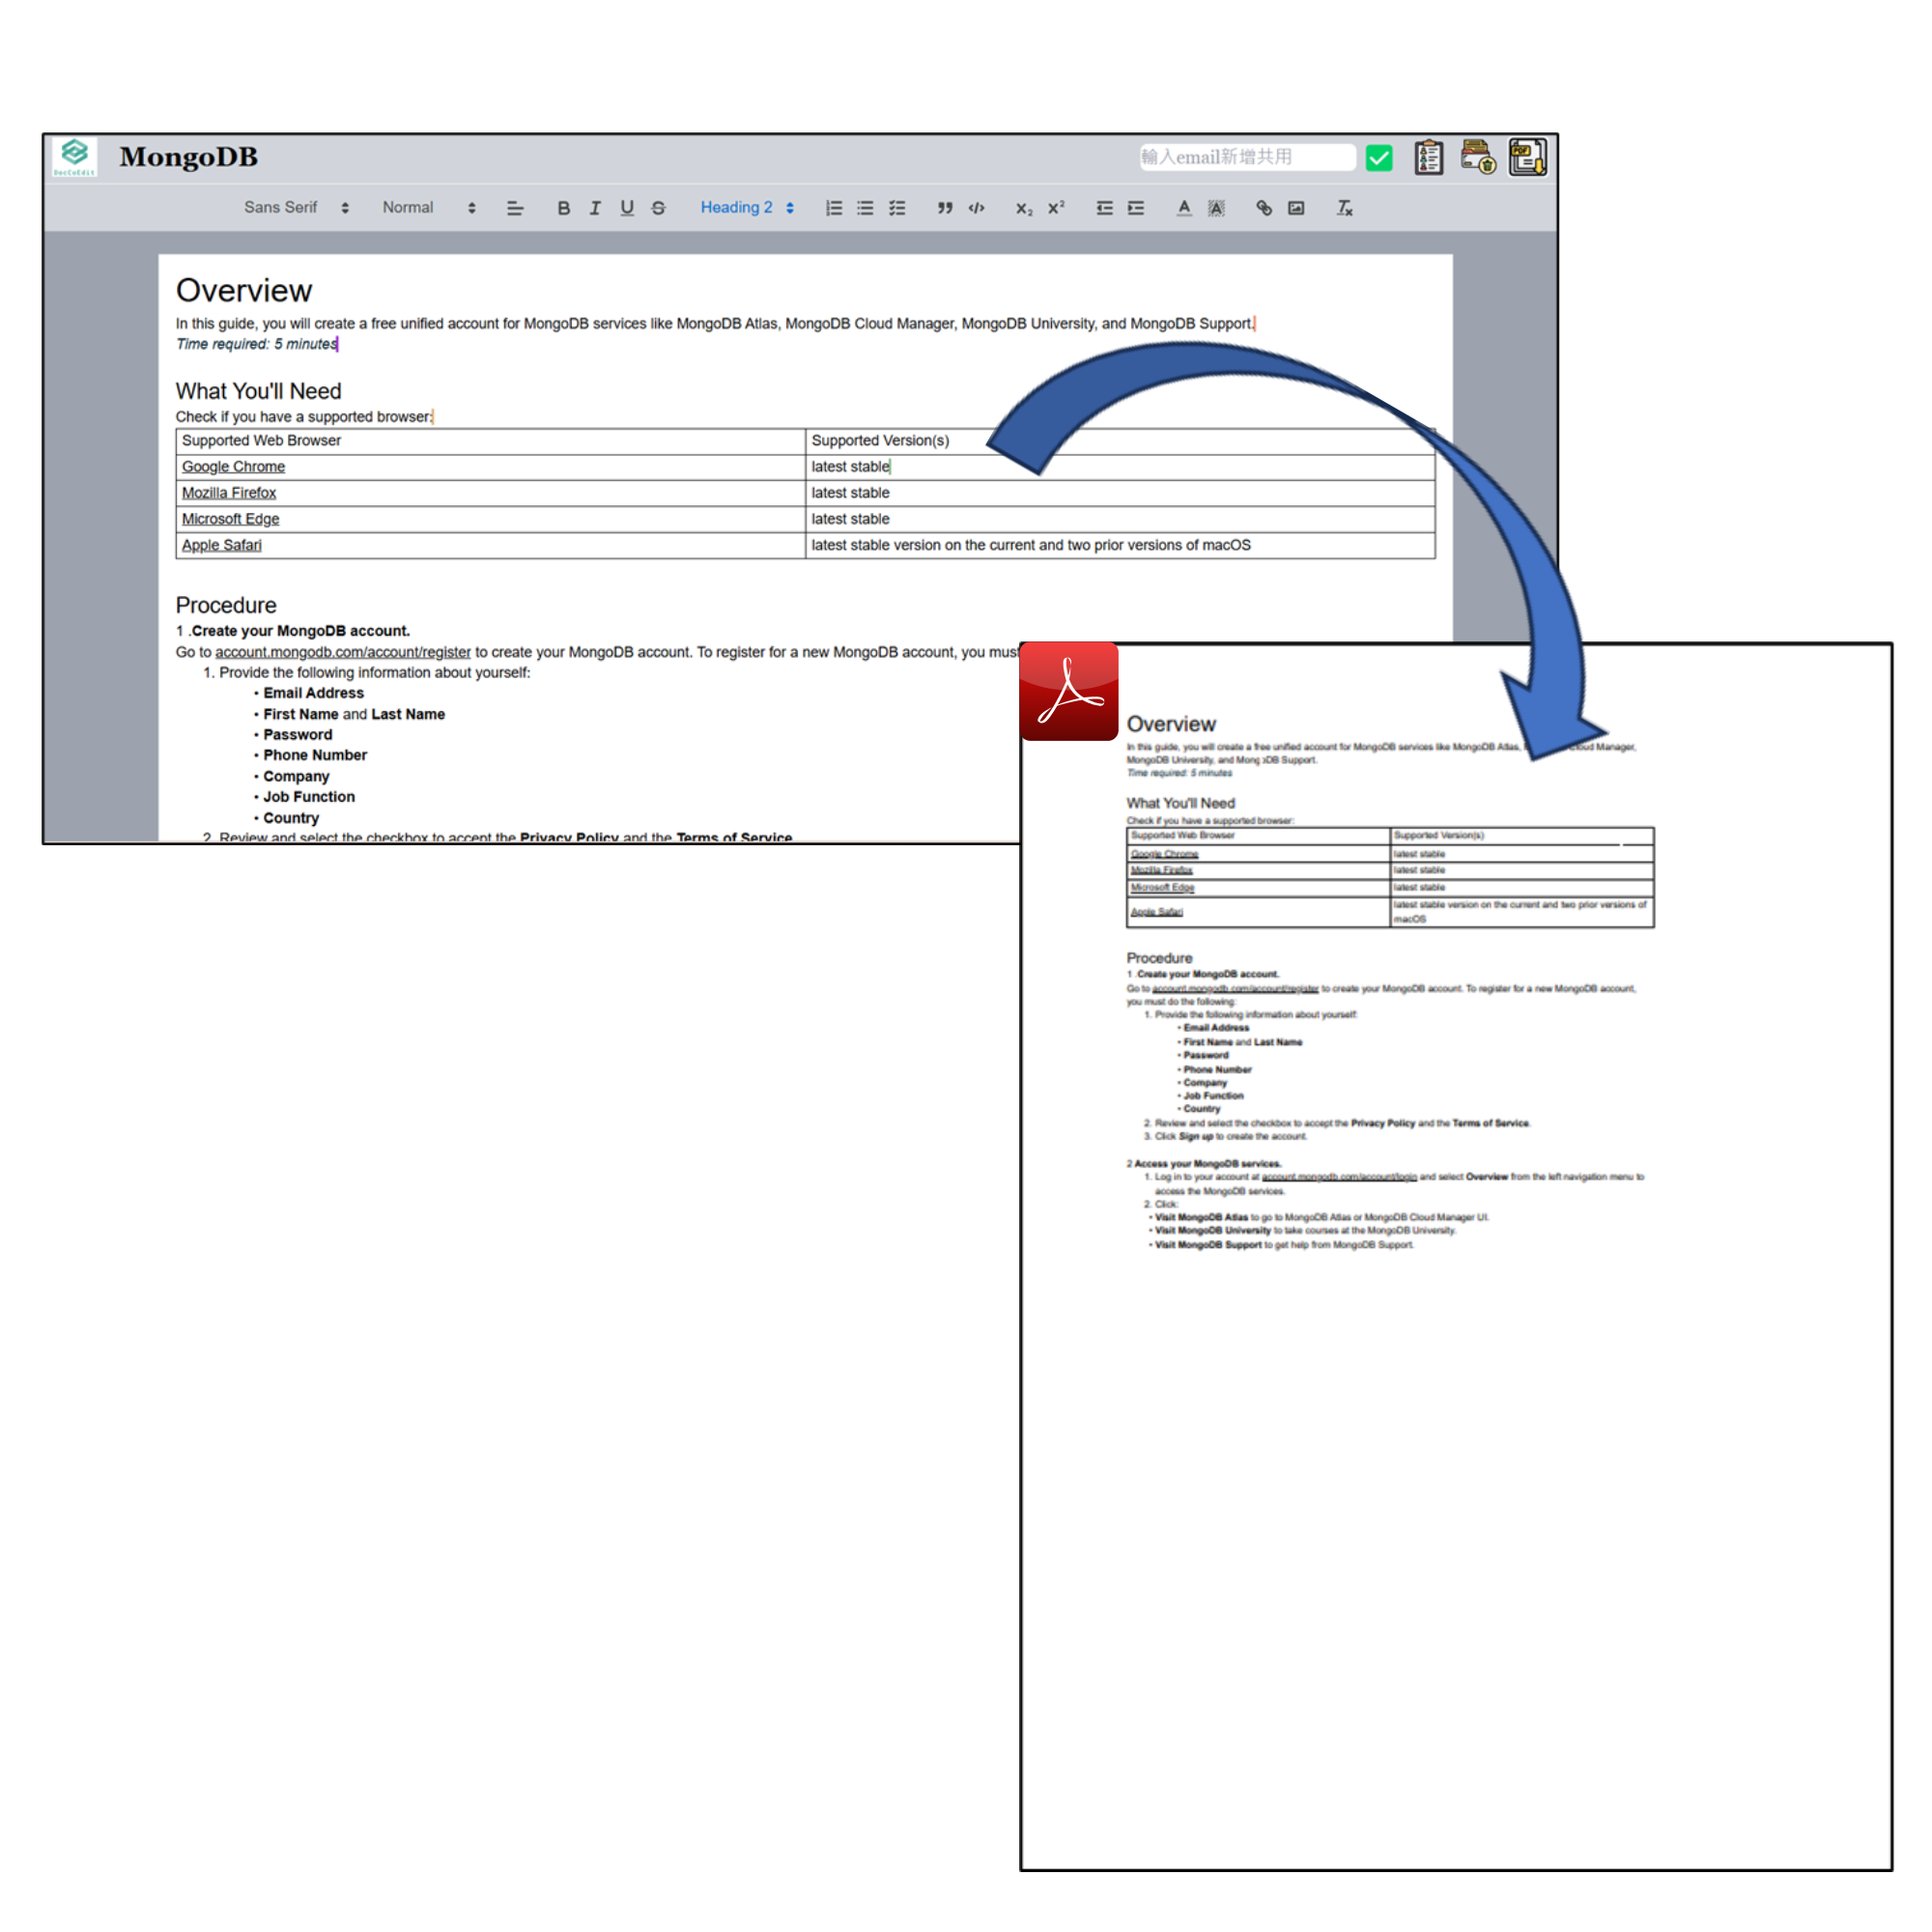 DocCoEdit
MongoDB
輸入email新增共用
PDF
Sans Serif
Normal
B I U S
Heading 2
Overview
In this guide, you will create a free unified account for MongoDB services like MongoDB Atlas, MongoDB Cloud Manager, MongoDB University, and MongoDB Support.
Time required: 5 minutes
What You'll Need
Check if you have a supported browser:
Supported Web Browser Supported Version(s)
Google Chrome latest stable
Mozilla Firefox latest stable
Microsoft Edge latest stable
Apple Safari latest stable version on the current and two prior versions of macOS
Procedure
1 .Create your MongoDB account.
Go to account.mongodb.com/account/register to create your MongoDB account. To register for a new MongoDB account, you must
1. Provide the following information about yourself:
• Email Address
• First Name and Last Name
• Password
• Phone Number
• Company
• Job Function
• Country
2. Review and select the checkbox to accept the Privacy Policy and the Terms of Service
Overview
In this guide, you will create a free unified account for MongoDB services like MongoDB Atlas, Cloud Manager,
MongoDB University, and MongoDB Support.
Time required: 5 minutes
What You'll Need
Check if you have a supported browser:
Supported Web Browser Supported Version(s)
Google Chrome latest stable
Mozilla Firefox latest stable
Microsoft Edge latest stable
Apple Safari latest stable version on the current and two prior versions of
macOS
Procedure
1 .Create your MongoDB account.
Go to account.mongodb.com/account/register to create your MongoDB account. To register for a new MongoDB account,
you must do the following:
1. Provide the following information about yourself:
• Email Address
• First Name and Last Name
• Password
• Phone Number
• Company
• Job Function
• Country
2. Review and select the checkbox to accept the Privacy Policy and the Terms of Service.
3. Click Sign up to create the account.
2 Access your MongoDB services.
1. Log in to your account at account.mongodb.com/account/login and select Overview from the left navigation menu to
access the MongoDB services.
2. Click:
• Visit MongoDB Atlas to go to MongoDB Atlas or MongoDB Cloud Manager UI.
• Visit MongoDB University to take courses at the MongoDB University.
• Visit MongoDB Support to get help from MongoDB Support.